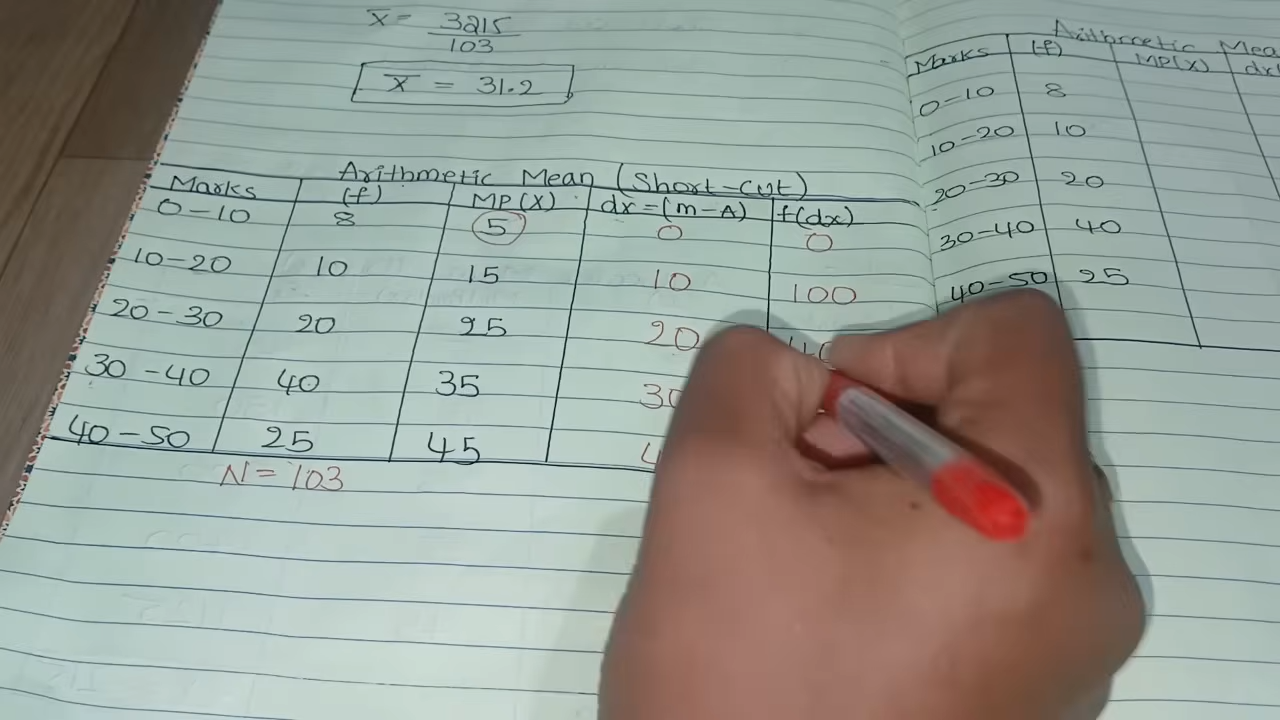 x̄ = 3215
103
x̄ = 31.2
Arithmetic Mean (Short-cut)
Marks (f) MP(X) dx=(m-A) f(dx)
0-10 8 5 0 0
10-20 10 15 10 100
20-30 20 25 20
30-40 40 35 30
40-50 25 45
N = 103
Arithmetic Mea
Marks (f) MP(X)
0-10 8
10-20 10
20-30 20
30-40 40
40-50 25